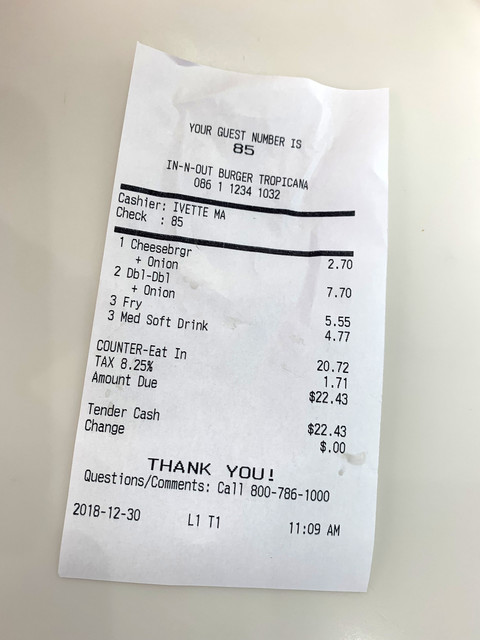 YOUR GUEST NUMBER IS
85
IN-N-OUT BURGER TROPICANA
086 1 1234 1032
Cashier: IVETTE MA
Check : 85
1 Cheesebrgr 2.70
+ Onion
2 Dbl-Dbl 7.70
+ Onion
3 Fry 5.55
3 Med Soft Drink 4.77
COUNTER-Eat In 20.72
TAX 8.25% 1.71
Amount Due $22.43
Tender Cash $22.43
Change $.00
THANK YOU!
Questions/Comments: Call 800-786-1000
2018-12-30 L1 T1 11:09 AM